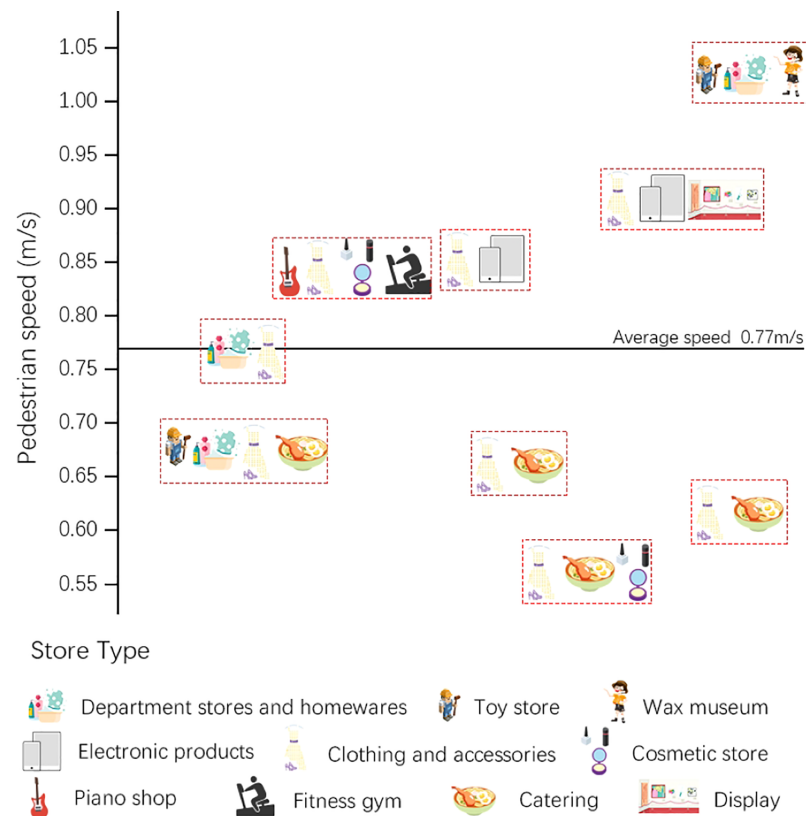 1.05
1.00
0.95
0.90
0.85
0.80
0.75
0.70
0.65
0.60
0.55
Pedestrian speed (m/s)
Average speed 0.77m/s
Store Type
Department stores and homewares
Toy store
Wax museum
Electronic products
Clothing and accessories
Cosmetic store
Piano shop
Fitness gym
Catering
Display